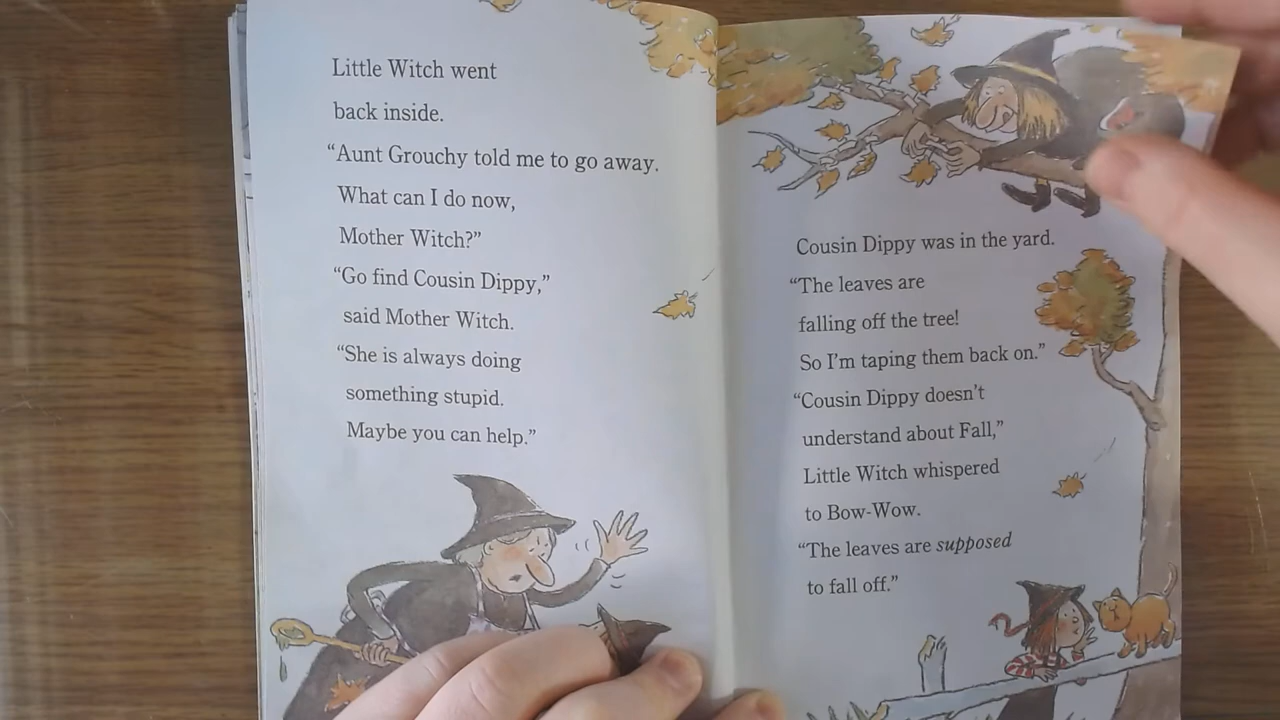 Little Witch went
back inside.
“Aunt Grouchy told me to go away.
What can I do now,
Mother Witch?”
“Go find Cousin Dippy,”
said Mother Witch.
“She is always doing
something stupid.
Maybe you can help.”
Cousin Dippy was in the yard.
“The leaves are
falling off the tree!
So I’m taping them back on.”
“Cousin Dippy doesn’t
understand about Fall,”
Little Witch whispered
to Bow-Wow.
“The leaves are supposed
to fall off.”